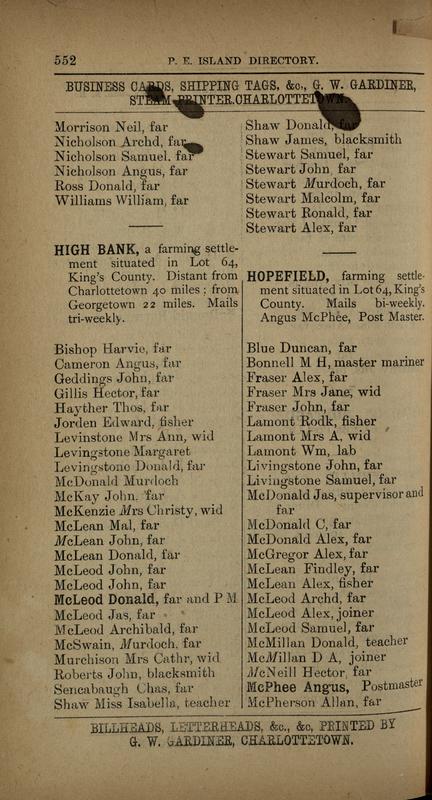 552
P. E. ISLAND DIRECTORY.
BUSINESS CARDS, SHIPPING TAGS, &c., G. W. GARDINER,
STEAM PRINTER, CHARLOTTETOWN.
Morrison Neil, far
Nicholson Archd, far
Nicholson Samuel. far
Nicholson Angus, far
Ross Donald, far
Williams William, far
HIGH BANK, a farming settle-
ment situated in Lot 64,
King's County. Distant from
Charlottetown 40 miles; from
Georgetown 22 miles. Mails
tri-weekly.
Bishop Harvie, far
Cameron Angus, far
Geddings John, far
Gillis Hector, far
Hayther Thos, far
Jorden Edward, fisher
Levinstone Mrs Ann, wid
Levingstone Margaret
Levingstone Donald, far
McDonald Murdoch
McKay John, far
McKenzie Mrs Christy, wid
McLean Mal, far
McLean John, far
McLean Donald, far
McLeod John, far
McLeod John, far
McLeod Donald, far and P M
McLeod Jas, far
McLeod Archibald, far
McSwain, Murdoch, far
Murchison Mrs Cathr, wid
Roberts John, blacksmith
Sencabaugh Chas, far
Shaw Miss Isabella, teacher
Shaw Donald, far
Shaw James, blacksmith
Stewart Samuel, far
Stewart John, far
Stewart Murdoch, far
Stewart Malcolm, far
Stewart Ronald, far
Stewart Alex, far
HOPEFIELD, farming settle-
ment situated in Lot 64, King's
County. Mails bi-weekly.
Angus McPhee, Post Master.
Blue Duncan, far
Bonnell M H, master mariner
Fraser Alex, far
Fraser Mrs Jane, wid
Fraser John, far
Lamont Rodk, fisher
Lamont Mrs A, wid
Lamont Wm, lab
Livingstone John, far
Livingstone Samuel, far
McDonald Jas, supervisor and
far
McDonald C, far
McDonald Alex, far
McGregor Alex, far
McLean Findley, far
McLean Alex, fisher
McLeod Archd, far
McLeod Alex, joiner
McLeod Samuel, far
McMillan Donald, teacher
McMillan D A, joiner
McNeill Hector, far
McPhee Angus, Postmaster
McPherson Allan, far
BILLHEADS, LETTERHEADS, &c., &c, PRINTED BY
G. W. GARDINER, CHARLOTTETOWN.